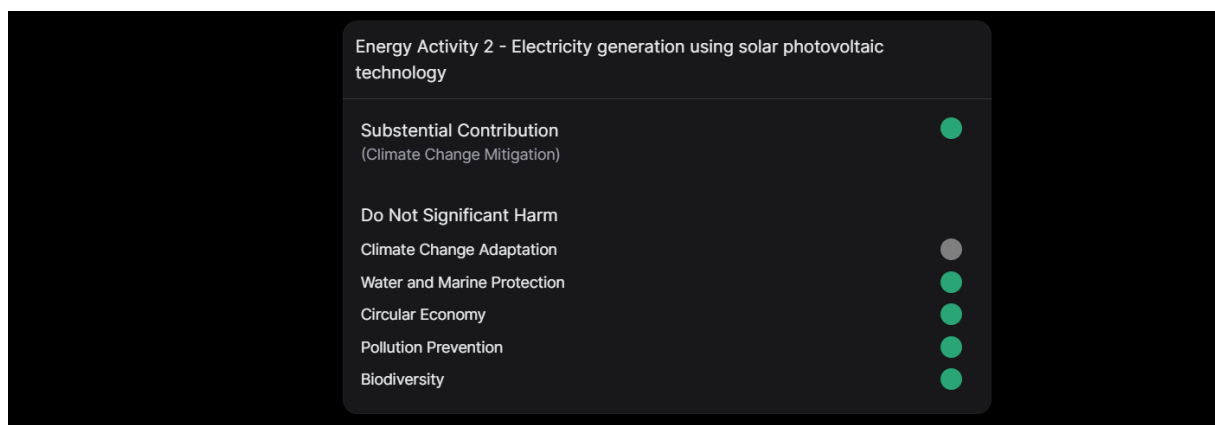 Energy Activity 2 - Electricity generation using solar photovoltaic
technology
Substential Contribution
(Climate Change Mitigation)
Do Not Significant Harm
Climate Change Adaptation
Water and Marine Protection
Circular Economy
Pollution Prevention
Biodiversity